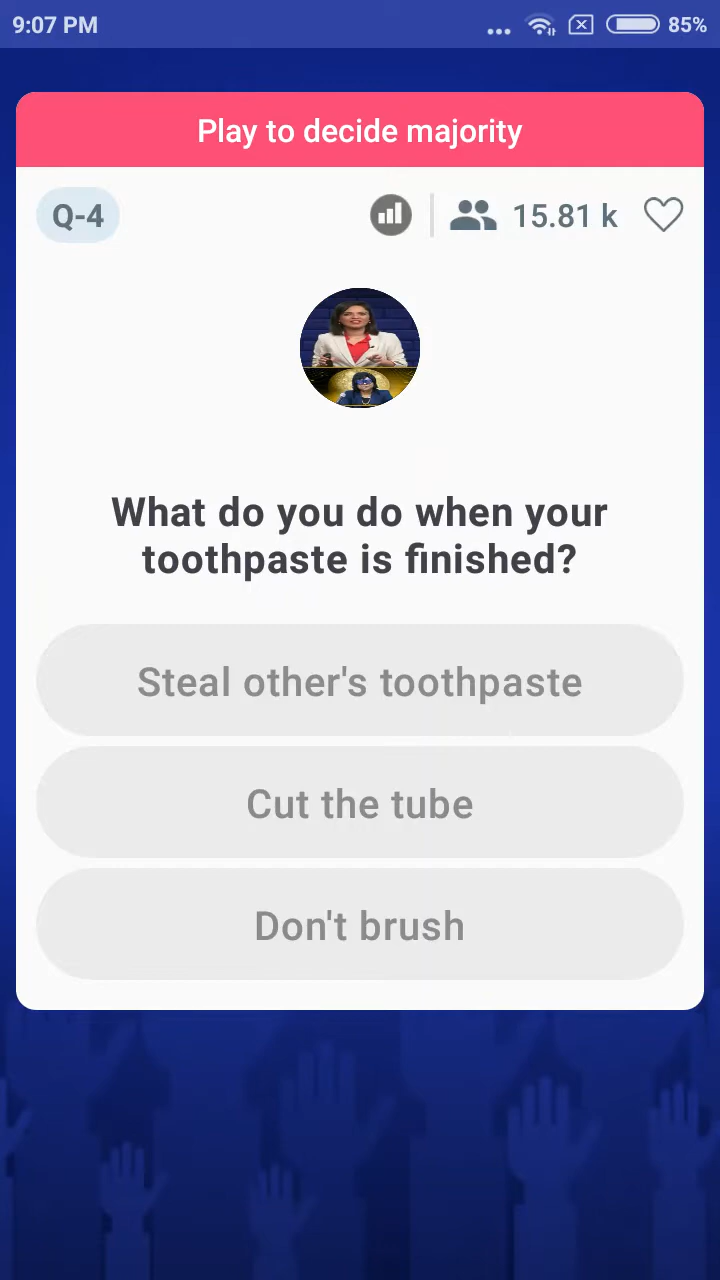 9:07 PM
85%
Play to decide majority
Q-4
15.81 k
What do you do when your
toothpaste is finished?
Steal other's toothpaste
Cut the tube
Don't brush